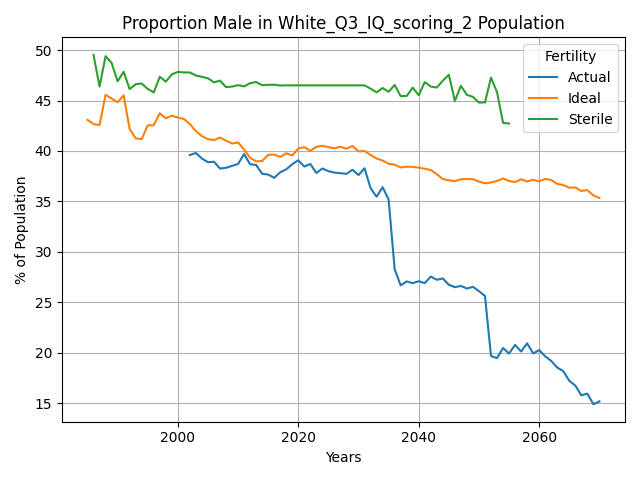 Proportion Male in White_Q3_IQ_scoring_2 Population
Fertility
Actual
Ideal
Sterile
% of Population
50
45
40
35
30
25
20
15
2000 2020 2040 2060
Years